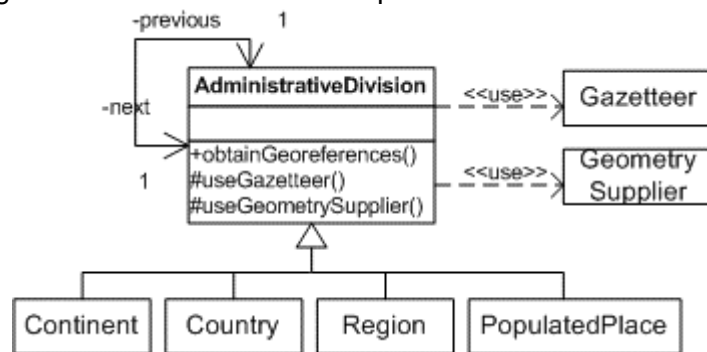 -previous 1
AdministrativeDivision
<<use>>
Gazetteer
-next
+obtainGeoreferences()
#useGazetteer()
#useGeometrySupplier()
1
<<use>>
Geometry
Supplier
Continent
Country
Region
PopulatedPlace